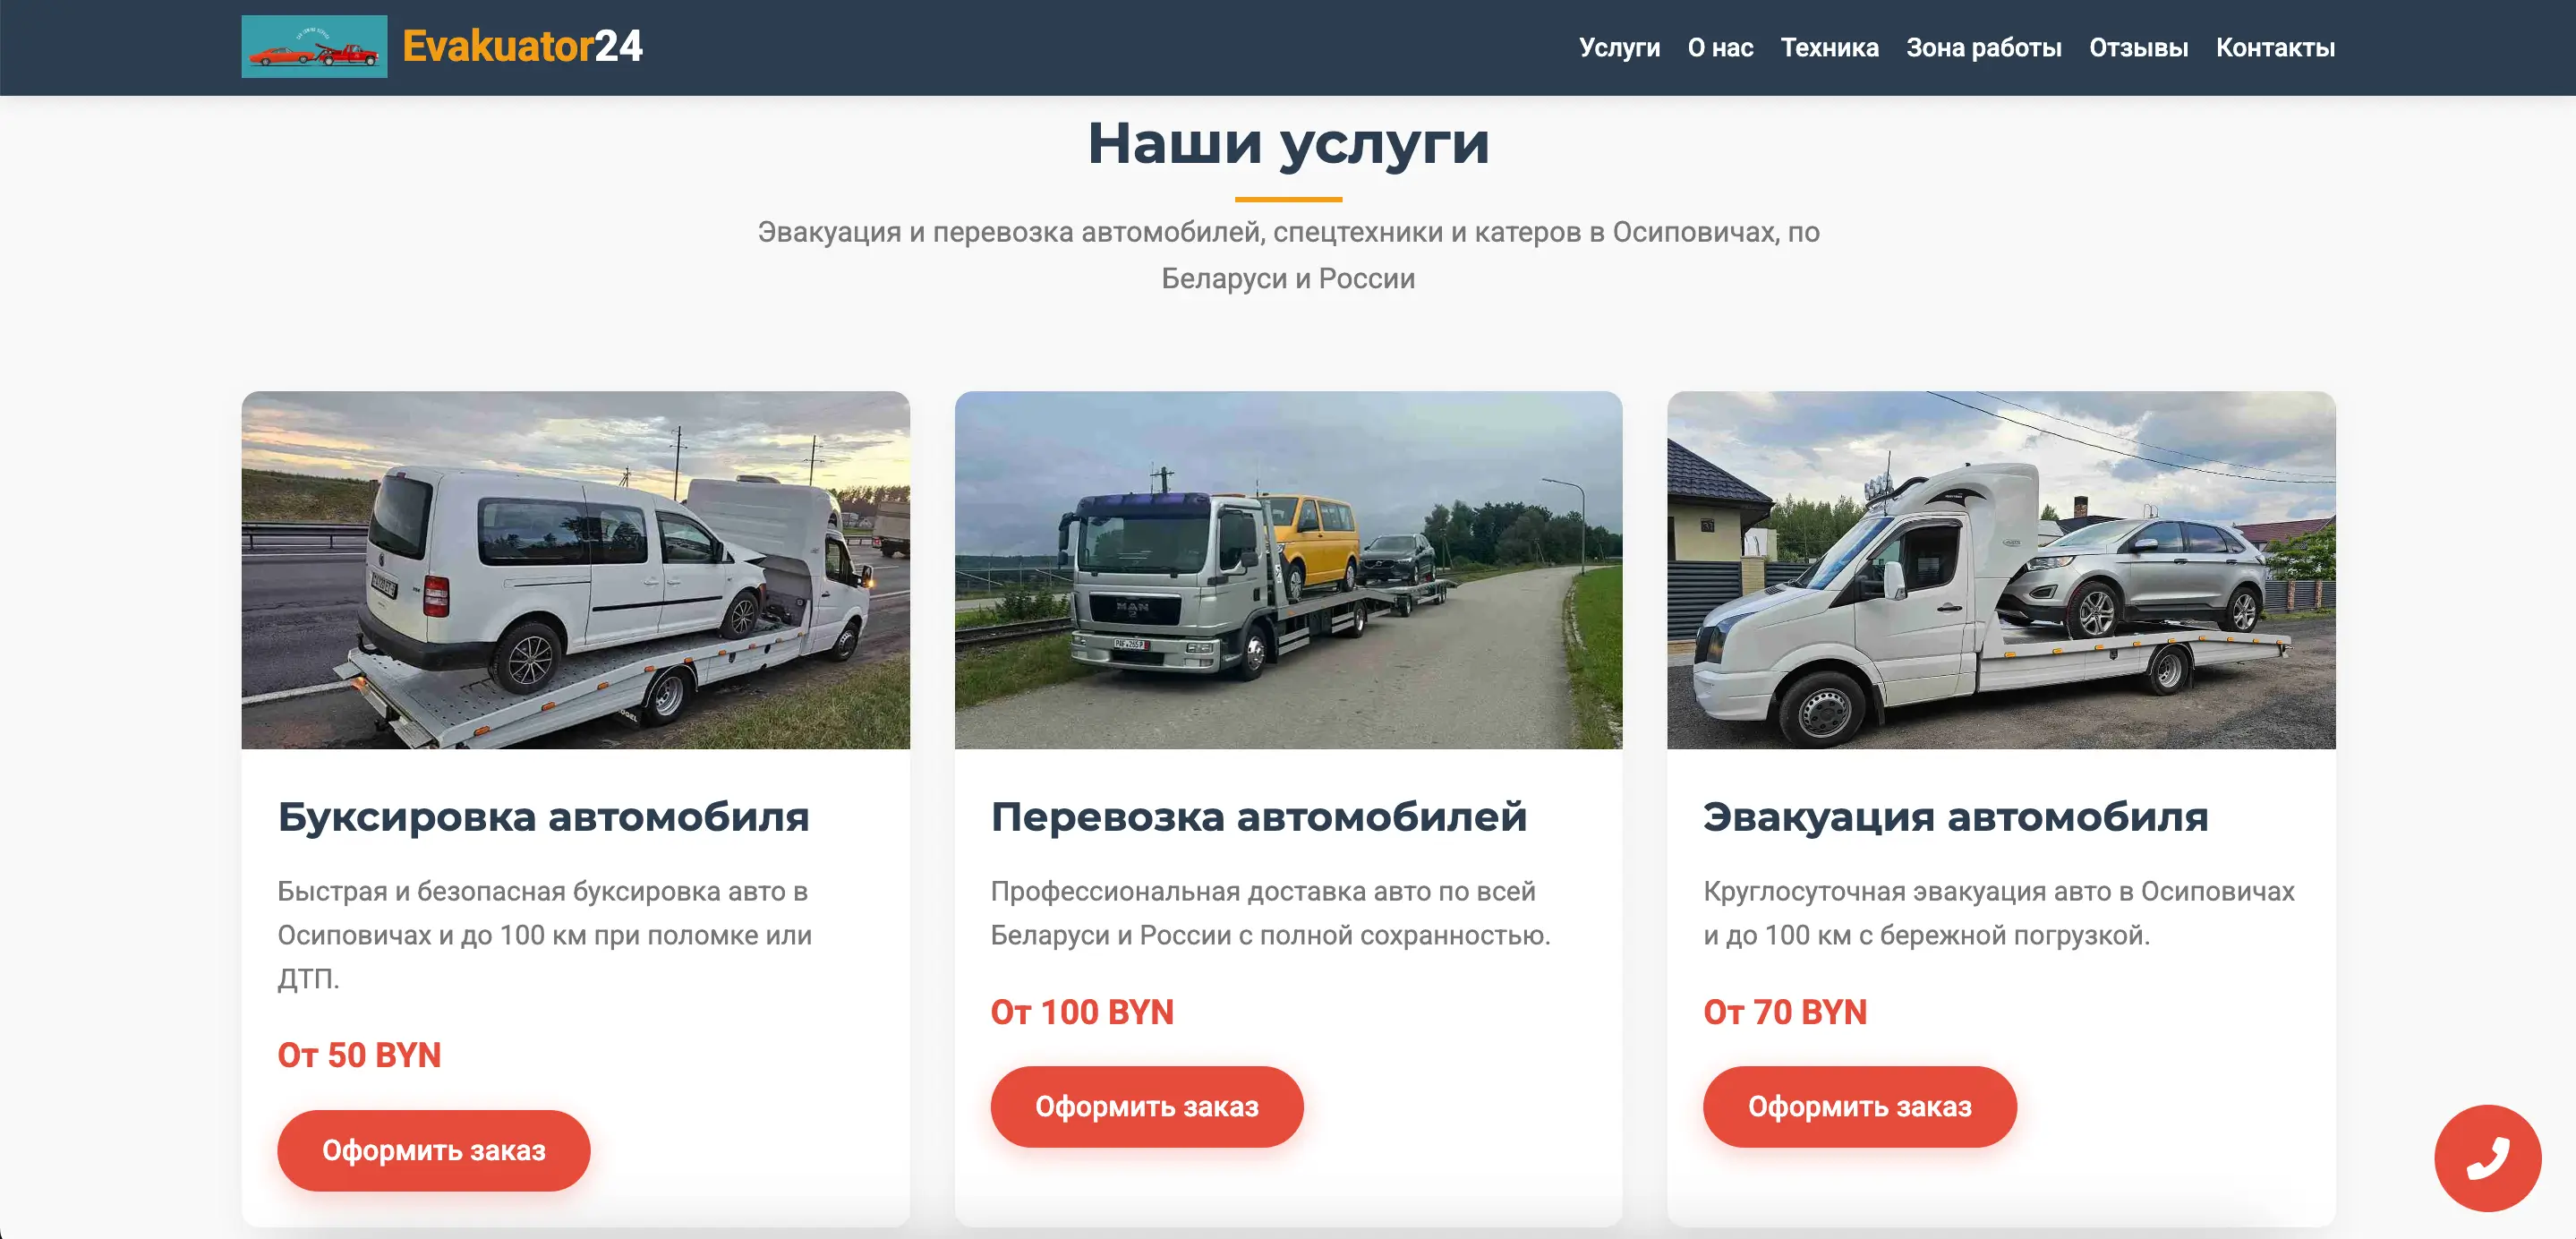 Evakuator24
Услуги О нас Техника Зона работы Отзывы Контакты
Наши услуги
Эвакуация и перевозка автомобилей, спецтехники и катеров в Осиповичах, по
Беларуси и России
MAN
Буксировка автомобиля
Быстрая и безопасная буксировка авто в
Осиповичах и до 100 км при поломке или
ДТП.
От 50 BYN
Оформить заказ
Перевозка автомобилей
Профессиональная доставка авто по всей
Беларуси и России с полной сохранностью.
От 100 BYN
Оформить заказ
Эвакуация автомобиля
Круглосуточная эвакуация авто в Осиповичах
и до 100 км с бережной погрузкой.
От 70 BYN
Оформить заказ